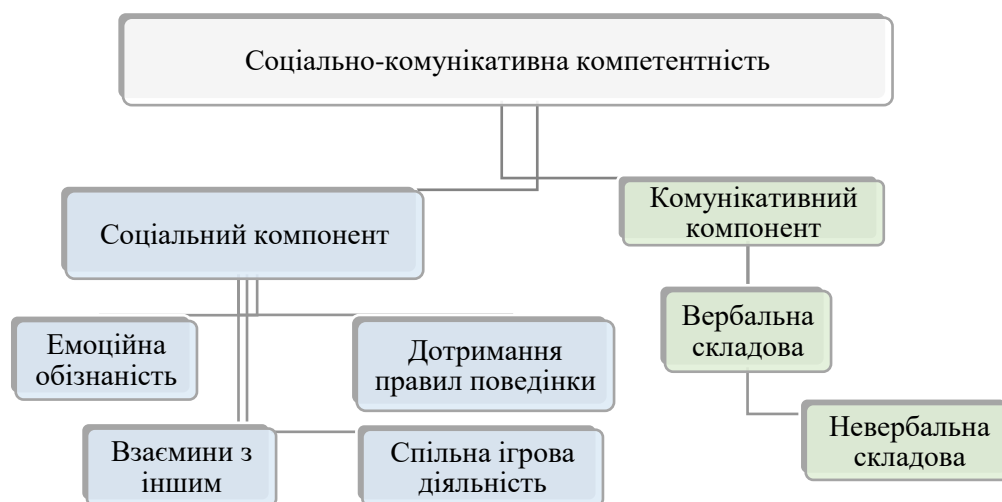 Соціально-комунікативна компетентність
Соціальний компонент
Комунікативний
компонент
Емоційна
обізнаність
Дотримання
правил поведінки
Вербальна
складова
Взаємини з
іншим
Спільна ігрова
діяльність
Невербальна
складова